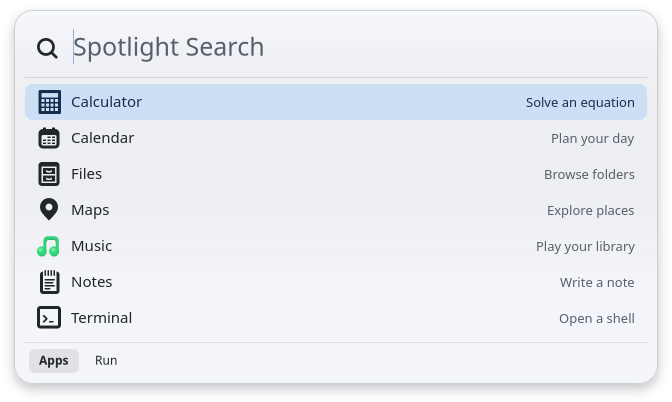 Spotlight Search
Calculator Solve an equation
Calendar Plan your day
Files Browse folders
Maps Explore places
Music Play your library
Notes Write a note
Terminal Open a shell
Apps Run